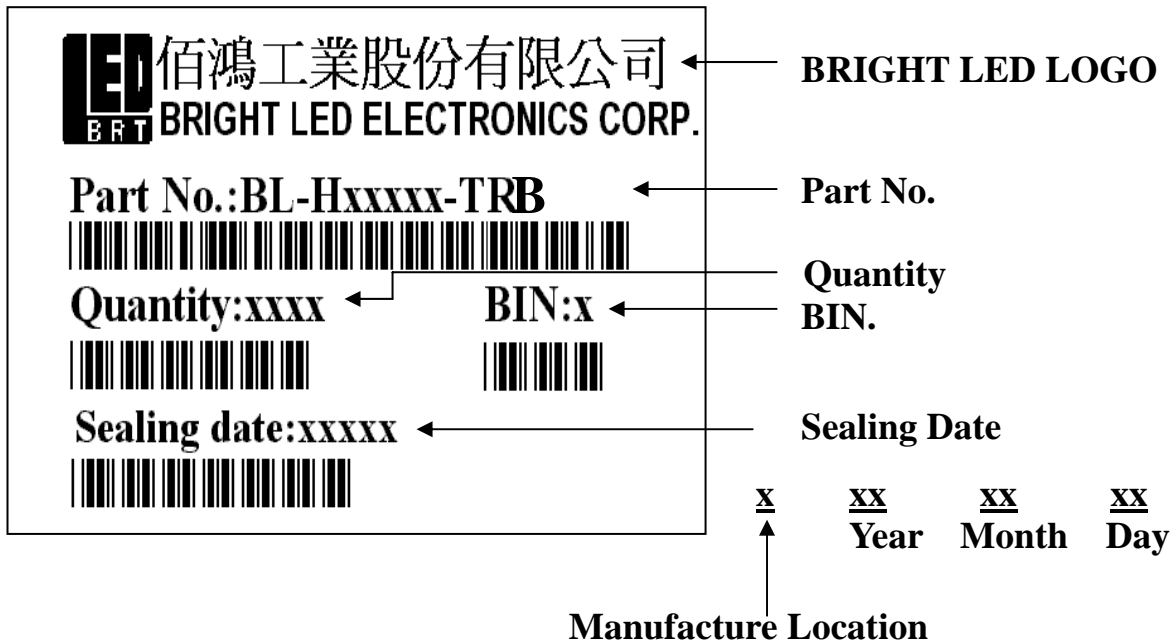 LED 佰鴻工業股份有限公司 BRIGHT LED LOGO
BRT BRIGHT LED ELECTRONICS CORP.
Part No.:BL-Hxxxxx-TRB Part No.
Quantity
Quantity:xxxx BIN:x BIN.
Sealing date:xxxxx Sealing Date
x xx xx xx
Year Month Day
Manufacture Location